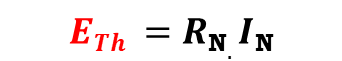 E_Th = R_N I_N